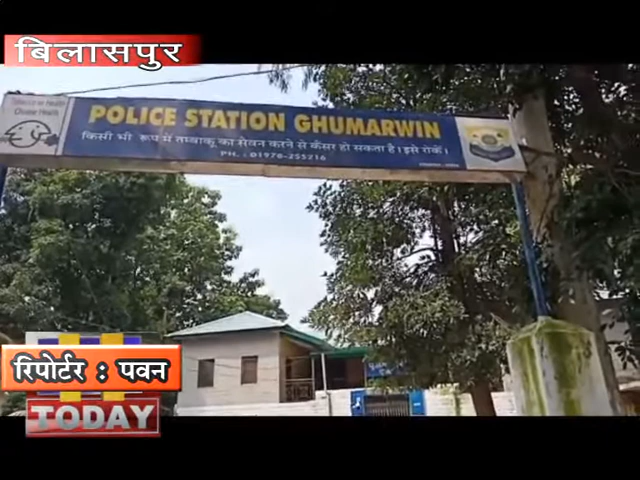 बिलासपुर
POLICE STATION GHUMARWIN
किसी भी रूप में तम्बाकू का सेवन करने से कैंसर हो सकता है। इसे रोकें।
PH. : 01978-255216
रिपोर्टर : पवन
TODAY